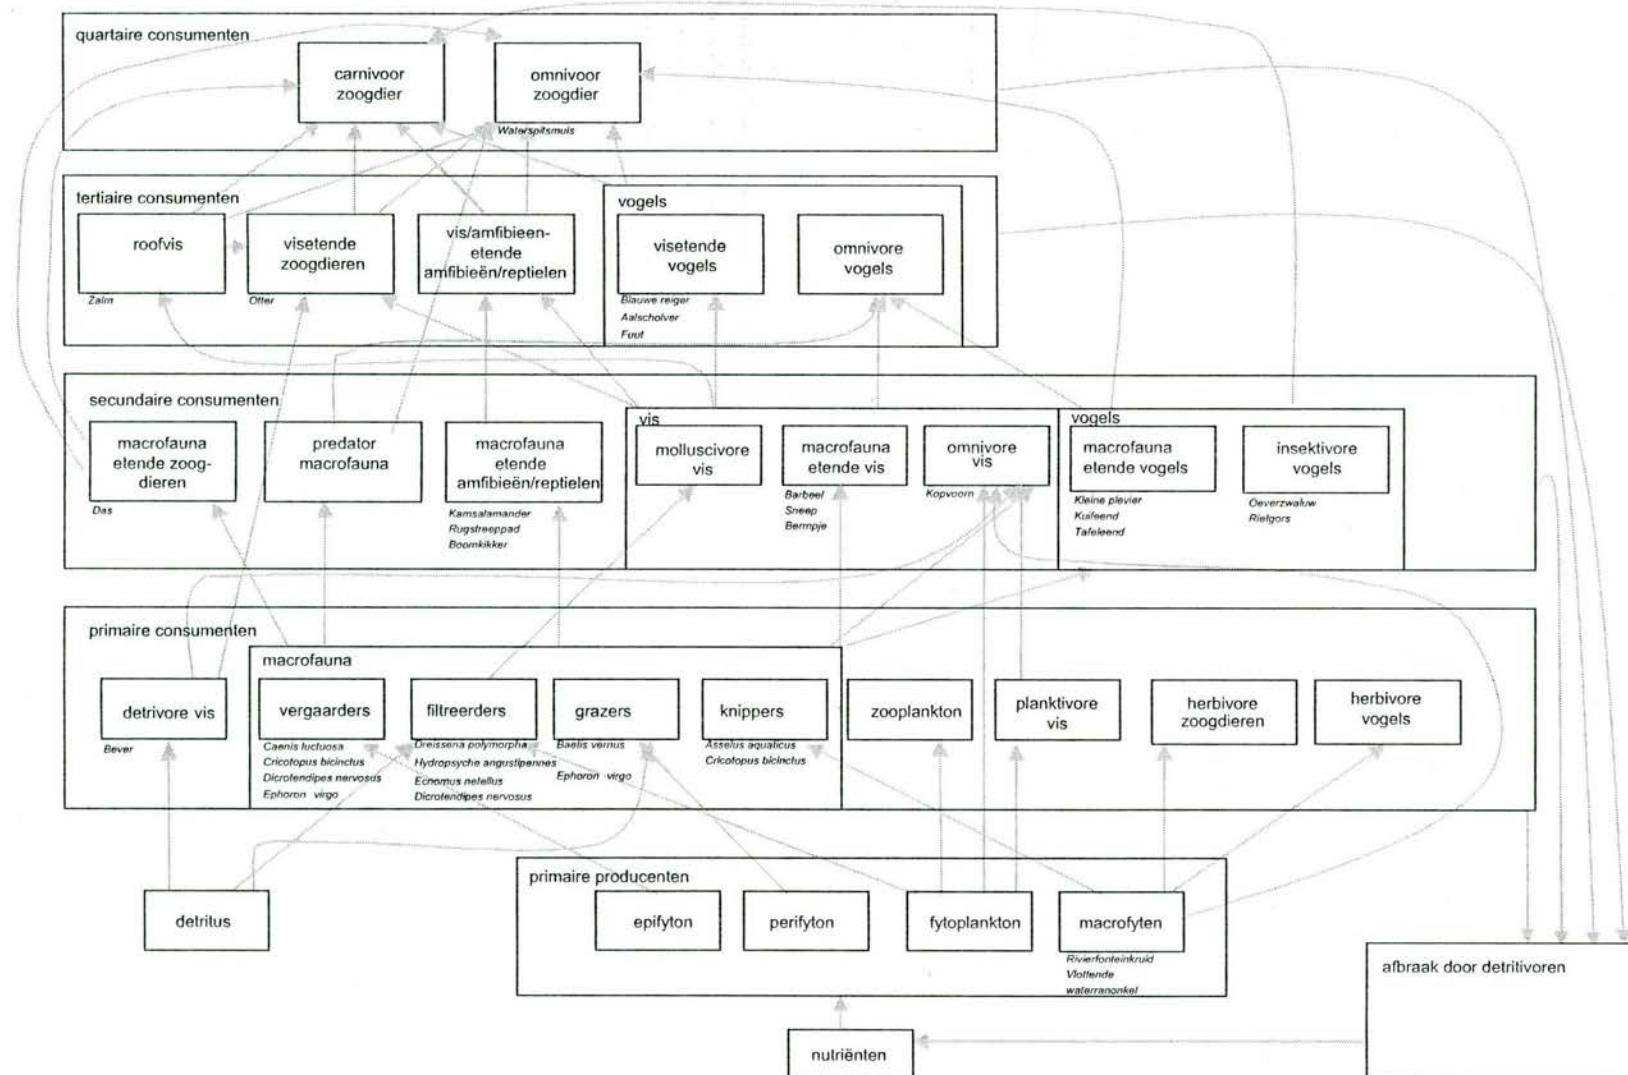 quartaire consumenten
carnivoor
zoogdier
omnivoor
zoogdier
Waterspitsmuis
tertiaire consumenten
roofvis
Zalm
visetende
zoogdieren
Otter
vis/amfibieen-
etende
amfibieën/reptielen
vogels
visetende
vogels
Blauwe reiger
Aalscholver
Fuut
omnivore
vogels
secundaire consumenten
macrofauna
etende zoog-
dieren
Das
predator
macrofauna
macrofauna
etende
amfibieën/reptielen
Kamsalamander
Rugstreeppad
Boomkikker
vis
molluscivore
vis
macrofauna
etende vis
Barbeel
Sneep
Bermpje
omnivore
vis
Kopvoorn
vogels
macrofauna
etende vogels
Kleine plevier
Kuifeend
Tafeleend
insektivore
vogels
Oeverzwaluw
Rietgors
primaire consumenten
detrivore vis
Bever
macrofauna
vergaarders
Caenis luctuosa
Cricotopus bicinctus
Dicrotendipes nervosus
Ephoron virgo
filtreerders
Dreissena polymorpha
Hydropsyche angustipennes
Ecnomus netellus
Dicrotendipes nervosus
grazers
Baetis vernus
Ephoron virgo
knippers
Asselus aquaticus
Cricotopus bicinctus
zooplankton
planktivore
vis
herbivore
zoogdieren
herbivore
vogels
detritus
primaire producenten
epifyton
perifyton
fytoplankton
macrofyten
Rivierfonteinkruid
Vlottende
waterranonkel
afbraak door detritivoren
nutriënten